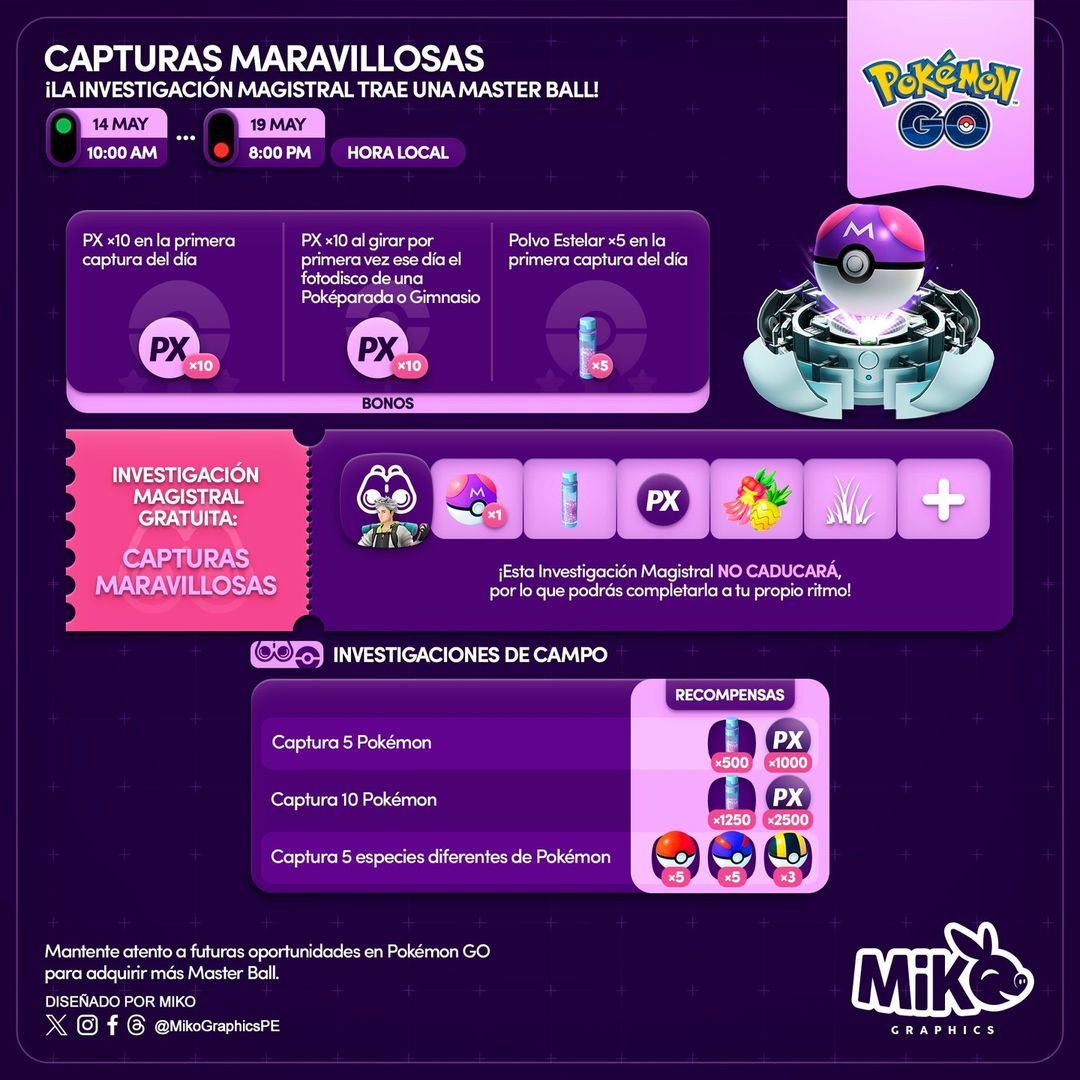 CAPTURAS MARAVILLOSAS
¡LA INVESTIGACIÓN MAGISTRAL TRAE UNA MASTER BALL!
POKÉMON
GO
14 MAY
10:00 AM
...
19 MAY
8:00 PM
HORA LOCAL
PX ×10 en la primera
captura del día
PX
×10
PX ×10 al girar por
primera vez ese día el
fotodisco de una
Poképarada o Gimnasio
PX
×10
Polvo Estelar ×5 en la
primera captura del día
×5
BONOS
M
INVESTIGACIÓN
MAGISTRAL
GRATUITA:
CAPTURAS
MARAVILLOSAS
M
×1
PX
+
¡Esta Investigación Magistral NO CADUCARÁ,
por lo que podrás completarla a tu propio ritmo!
INVESTIGACIONES DE CAMPO
RECOMPENSAS
Captura 5 Pokémon
×500
PX
×1000
Captura 10 Pokémon
×1250
PX
×2500
Captura 5 especies diferentes de Pokémon
×5
×5
×3
Mantente atento a futuras oportunidades en Pokémon GO
para adquirir más Master Ball.
DISEÑADO POR MIKO
@MikoGraphicsPE
MiKO
GRAPHICS